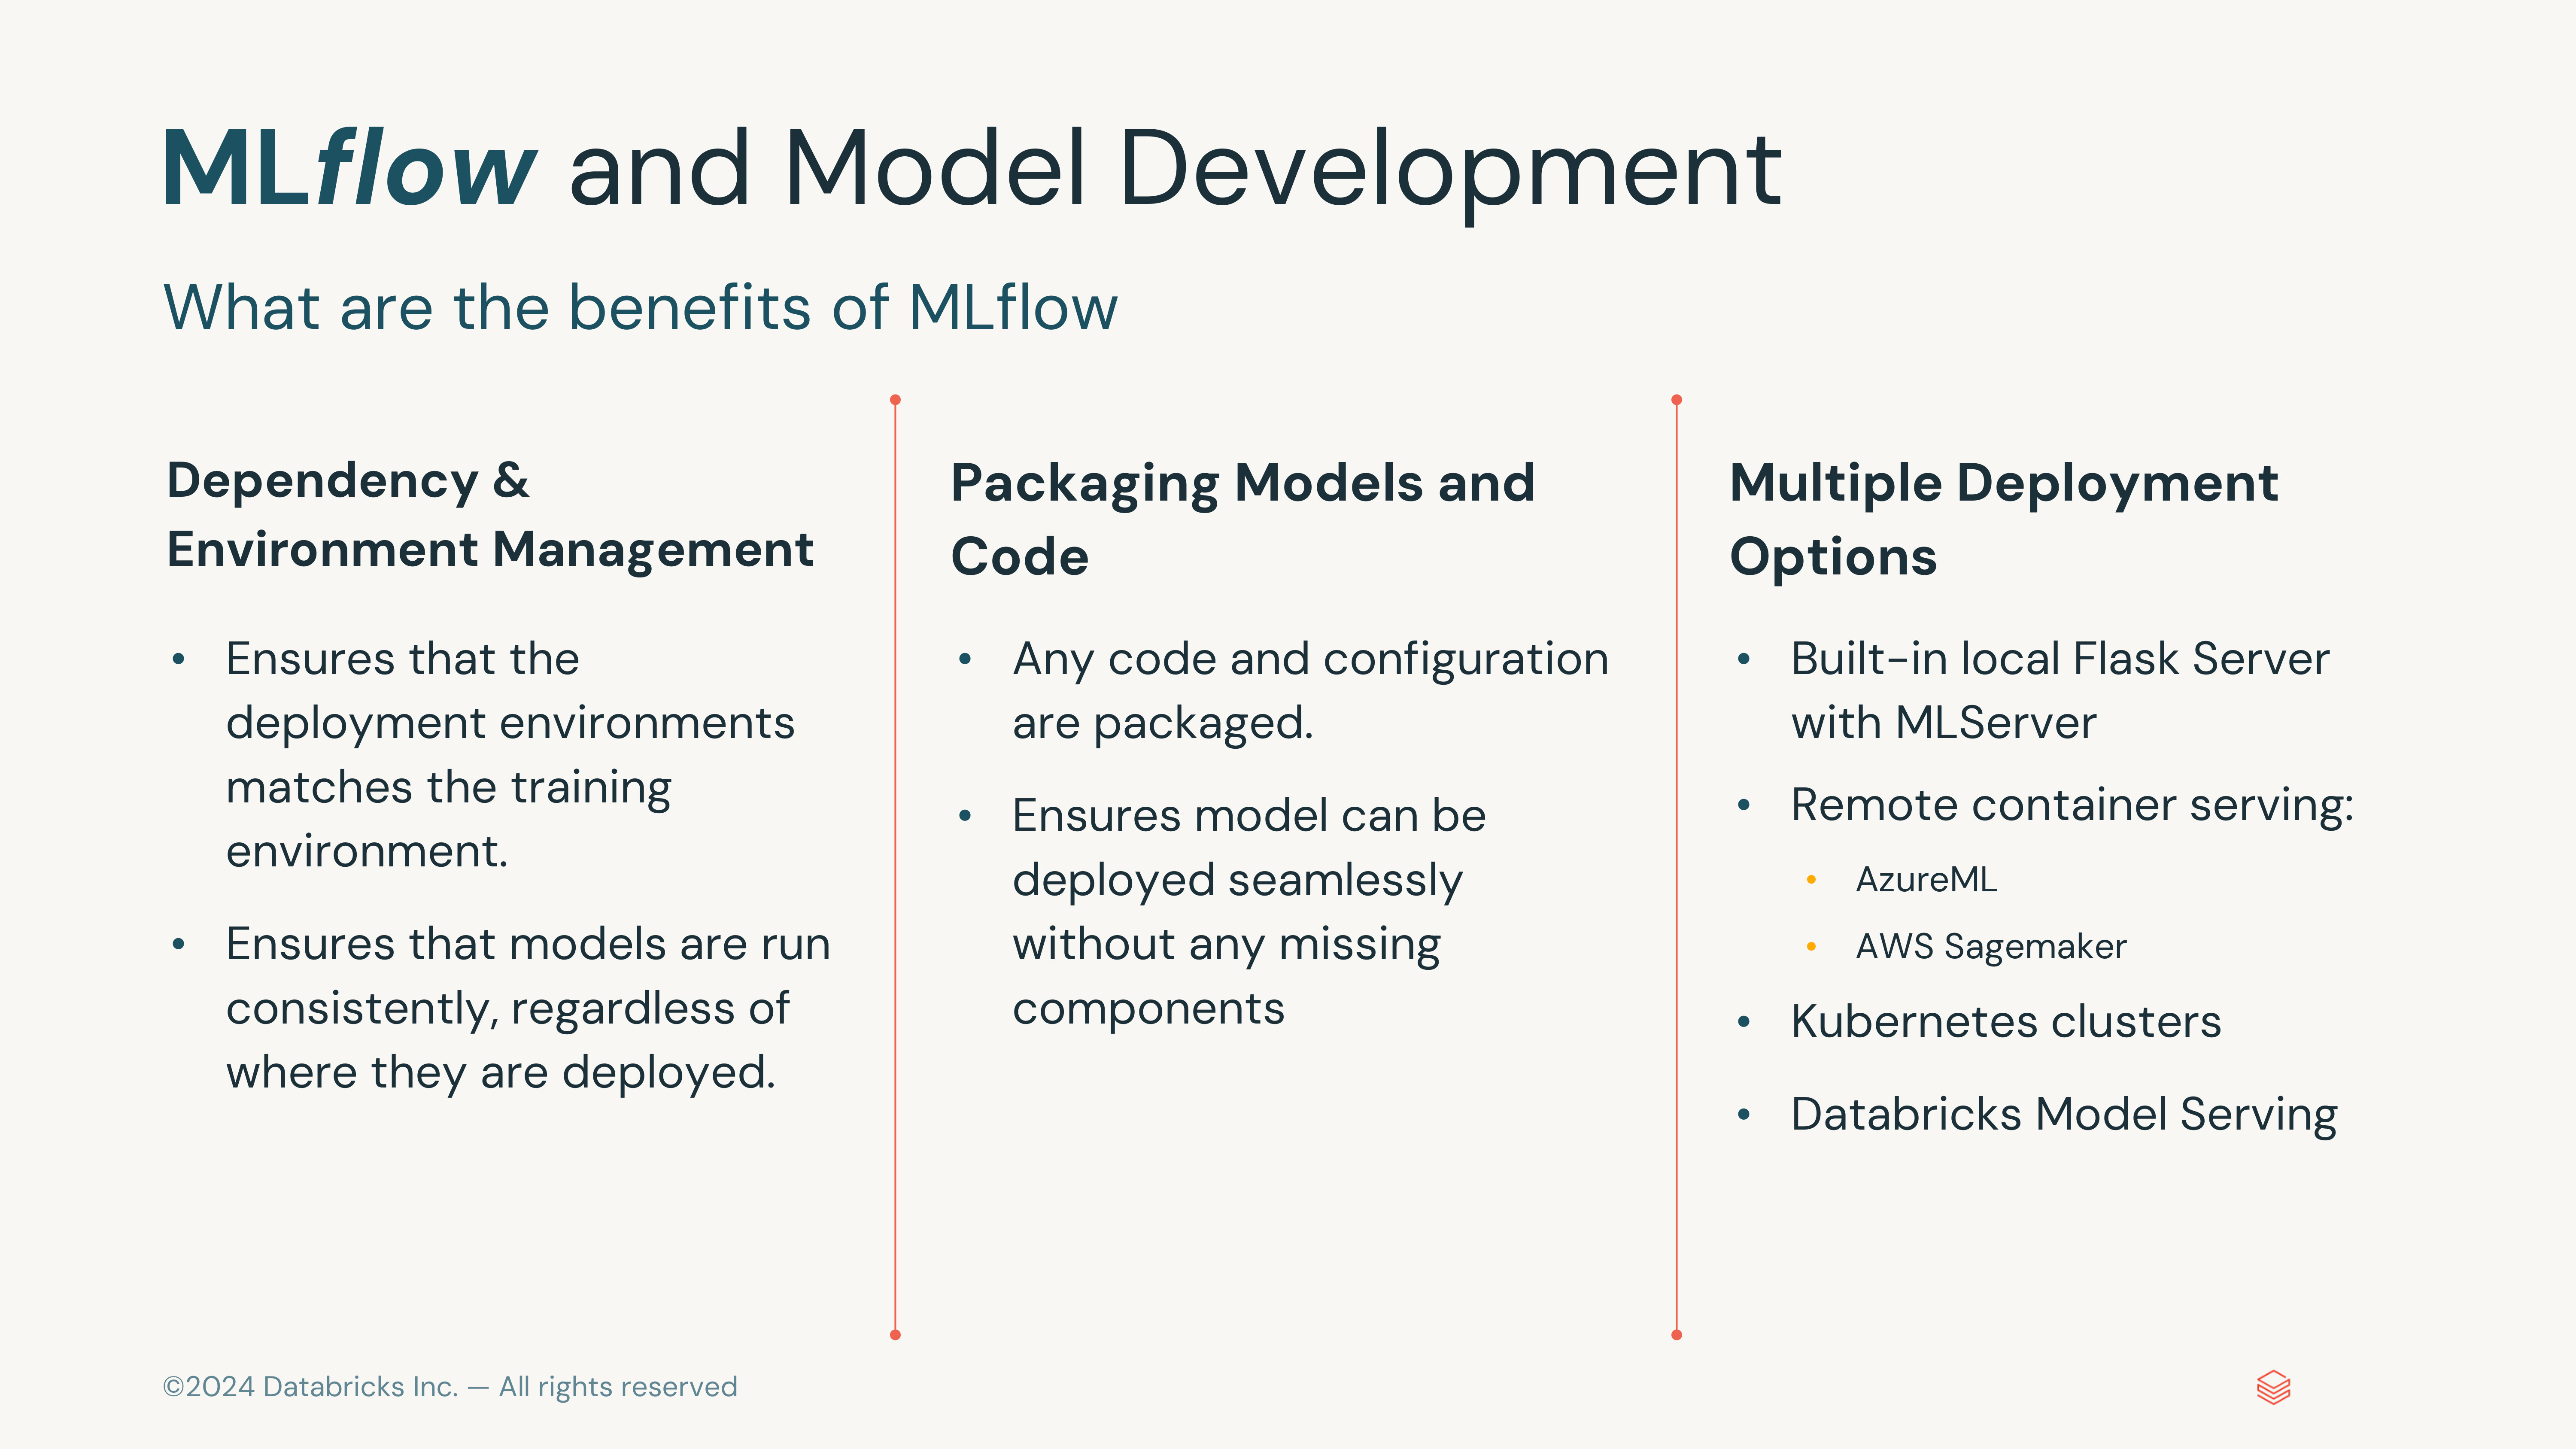 MLflow and Model Development
What are the benefits of MLflow
Dependency &
Environment Management
• Ensures that the
deployment environments
matches the training
environment.
• Ensures that models are run
consistently, regardless of
where they are deployed.
Packaging Models and
Code
• Any code and configuration
are packaged.
• Ensures model can be
deployed seamlessly
without any missing
components
Multiple Deployment
Options
• Built-in local Flask Server
with MLServer
• Remote container serving:
• AzureML
• AWS Sagemaker
• Kubernetes clusters
• Databricks Model Serving
©2024 Databricks Inc. — All rights reserved